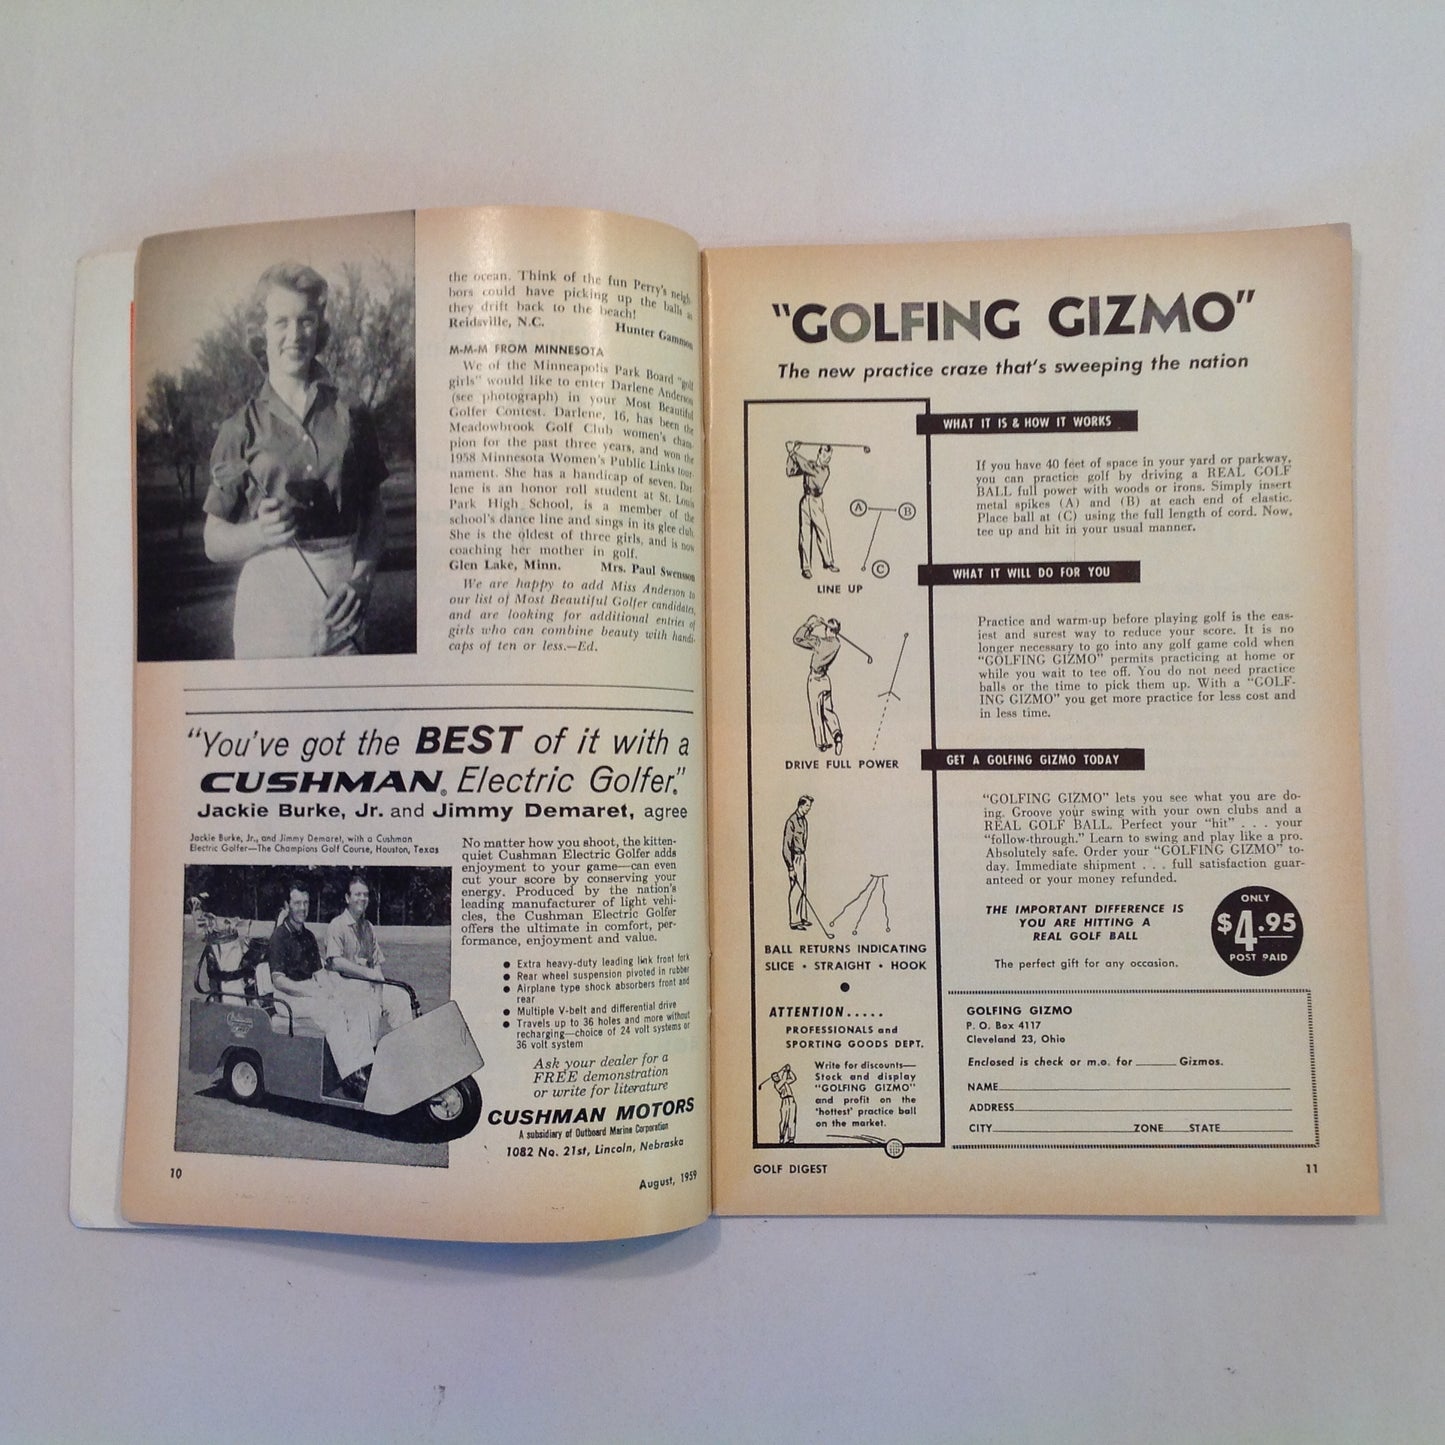 the ocean. Think of the fun Perry's neigh-
bors could have picking up the balls as
they drift back to the beach!
Reidsville, N.C. Hunter Gammon
M-M-M FROM MINNESOTA
We of the Minneapolis Park Board "golf
girls" would like to enter Darlene Anderson
(see photograph) in your Most Beautiful
Golfer Contest. Darlene, 16, has been the
Meadowbrook Golf Club women's cham-
pion for the past three years, and won the
1958 Minnesota Women's Public Links tour-
nament. She has a handicap of seven. Dar-
lene is an honor roll student at St. Louis
Park High School, is a member of the
school's dance line and sings in its glee club.
She is the oldest of three girls, and is now
coaching her mother in golf.
Glen Lake, Minn. Mrs. Paul Swensson
We are happy to add Miss Anderson to
our list of Most Beautiful Golfer candidates,
and are looking for additional entries of
girls who can combine beauty with handi-
caps of ten or less.—Ed.
"You've got the BEST of it with a
CUSHMAN® Electric Golfer."
Jackie Burke, Jr. and Jimmy Demaret, agree
Jackie Burke, Jr., and Jimmy Demaret, with a Cushman
Electric Golfer—The Champions Golf Course, Houston, Texas
No matter how you shoot, the kitten-
quiet Cushman Electric Golfer adds
enjoyment to your game—can even
cut your score by conserving your
energy. Produced by the nation's
leading manufacturer of light vehi-
cles, the Cushman Electric Golfer
offers the ultimate in comfort, per-
formance, enjoyment and value.
● Extra heavy-duty leading link front fork
● Rear wheel suspension pivoted in rubber
● Airplane type shock absorbers front and
rear
● Multiple V-belt and differential drive
● Travels up to 36 holes and more without
recharging—choice of 24 volt systems or
36 volt system
Ask your dealer for a
FREE demonstration
or write for literature
CUSHMAN MOTORS
A subsidiary of Outboard Marine Corporation
1082 No. 21st, Lincoln, Nebraska
10
August, 1959
"GOLFING GIZMO"
The new practice craze that's sweeping the nation
A
B
C
LINE UP
DRIVE FULL POWER
BALL RETURNS INDICATING
SLICE • STRAIGHT • HOOK
●
ATTENTION.....
PROFESSIONALS and
SPORTING GOODS DEPT.
Write for discounts—
Stock and display
"GOLFING GIZMO"
and profit on the
'hottest' practice ball
on the market.
WHAT IT IS & HOW IT WORKS
If you have 40 feet of space in your yard or parkway,
you can practice golf by driving a REAL GOLF
BALL full power with woods or irons. Simply insert
metal spikes (A) and (B) at each end of elastic.
Place ball at (C) using the full length of cord. Now,
tee up and hit in your usual manner.
WHAT IT WILL DO FOR YOU
Practice and warm-up before playing golf is the eas-
iest and surest way to reduce your score. It is no
longer necessary to go into any golf game cold when
"GOLFING GIZMO" permits practicing at home or
while you wait to tee off. You do not need practice
balls or the time to pick them up. With a "GOLF-
ING GIZMO" you get more practice for less cost and
in less time.
GET A GOLFING GIZMO TODAY
"GOLFING GIZMO" lets you see what you are do-
ing. Groove your swing with your own clubs and a
REAL GOLF BALL. Perfect your "hit" . . . your
"follow-through." Learn to swing and play like a pro.
Absolutely safe. Order your "GOLFING GIZMO" to-
day. Immediate shipment . . . full satisfaction guar-
anteed or your money refunded.
THE IMPORTANT DIFFERENCE IS
YOU ARE HITTING A
REAL GOLF BALL
The perfect gift for any occasion.
ONLY
$4.95
POST PAID
GOLFING GIZMO
P. O. Box 4117
Cleveland 23, Ohio
Enclosed is check or m.o. for ______ Gizmos.
NAME
ADDRESS
CITY ZONE STATE
GOLF DIGEST
11